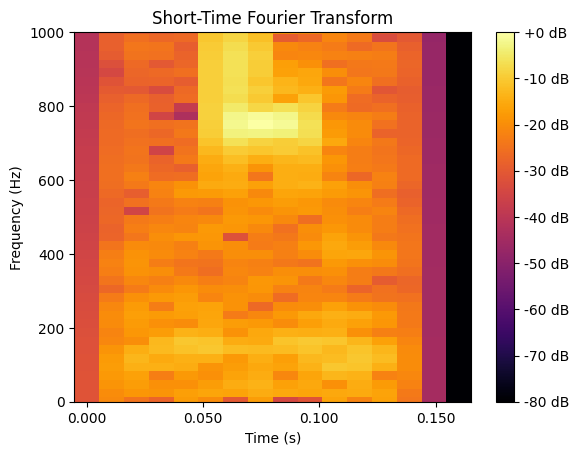 Short-Time Fourier Transform
Frequency (Hz)
1000
800
600
400
200
0
0.000
0.050
0.100
0.150
Time (s)
+0 dB
-10 dB
-20 dB
-30 dB
-40 dB
-50 dB
-60 dB
-70 dB
-80 dB